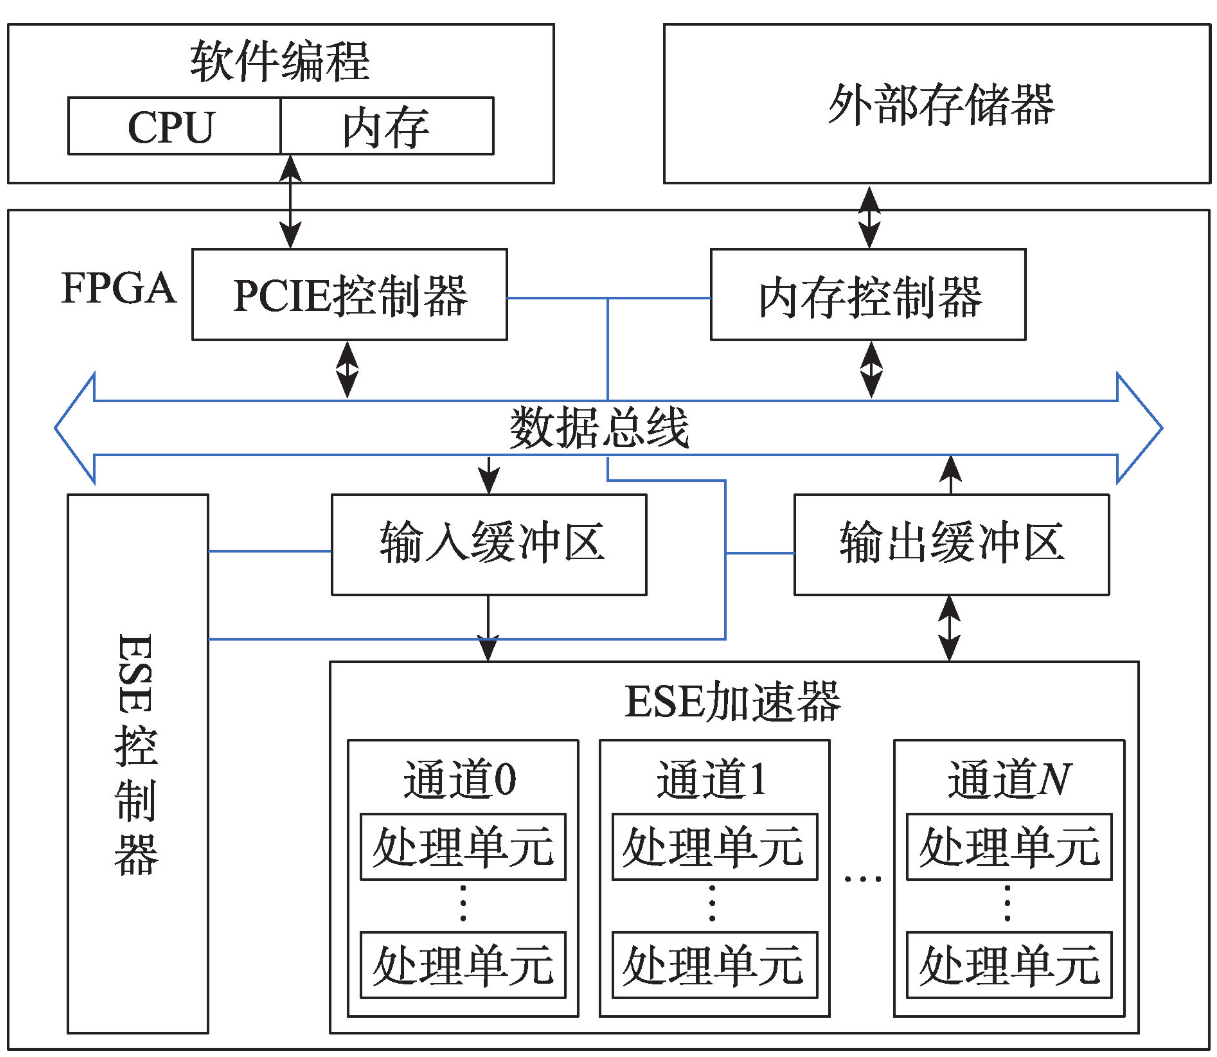 软件编程
CPU 内存
外部存储器
FPGA
PCIE控制器
内存控制器
数据总线
输入缓冲区
输出缓冲区
ESE控制器
ESE加速器
通道0
处理单元
⋮
处理单元
通道1
处理单元
⋮
处理单元
…
通道N
处理单元
⋮
处理单元